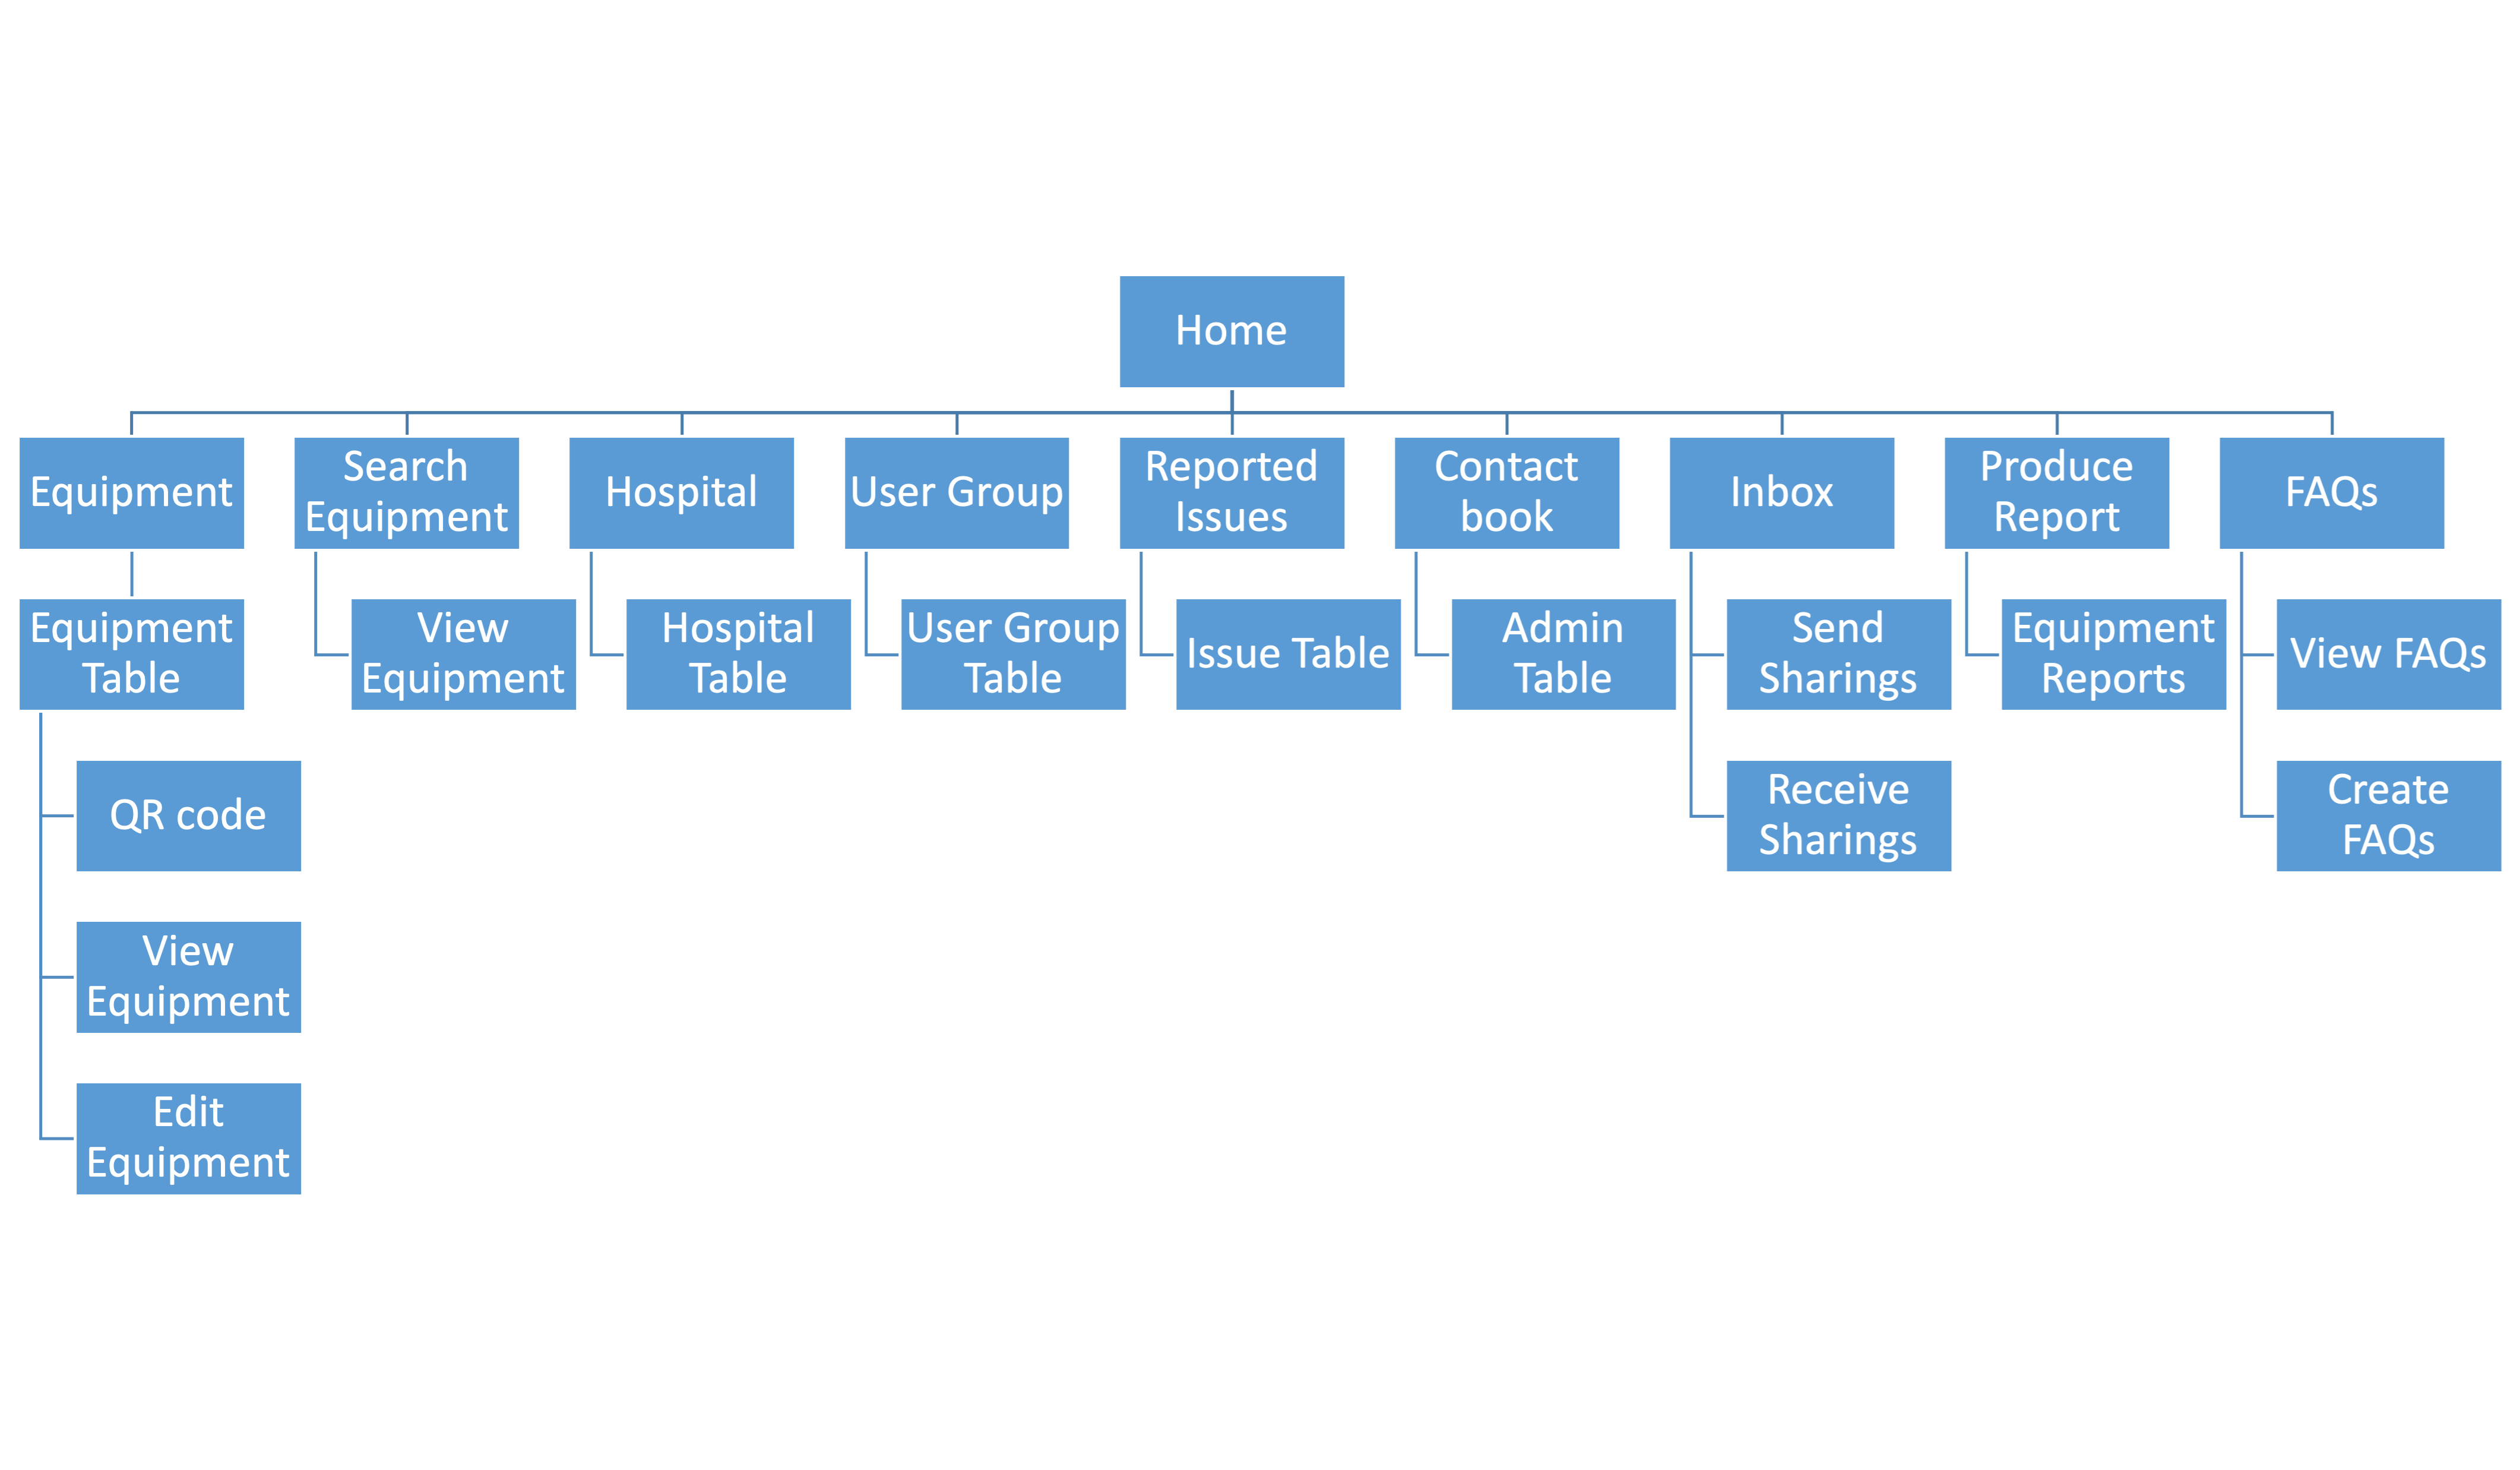 Home
Equipment
Search
Equipment
Hospital
User Group
Reported
Issues
Contact
book
Inbox
Produce
Report
FAQs
Equipment
Table
View
Equipment
Hospital
Table
User Group
Table
Issue Table
Admin
Table
Send
Sharings
Equipment
Reports
View FAQs
QR code
Receive
Sharings
Create
FAQs
View
Equipment
Edit
Equipment